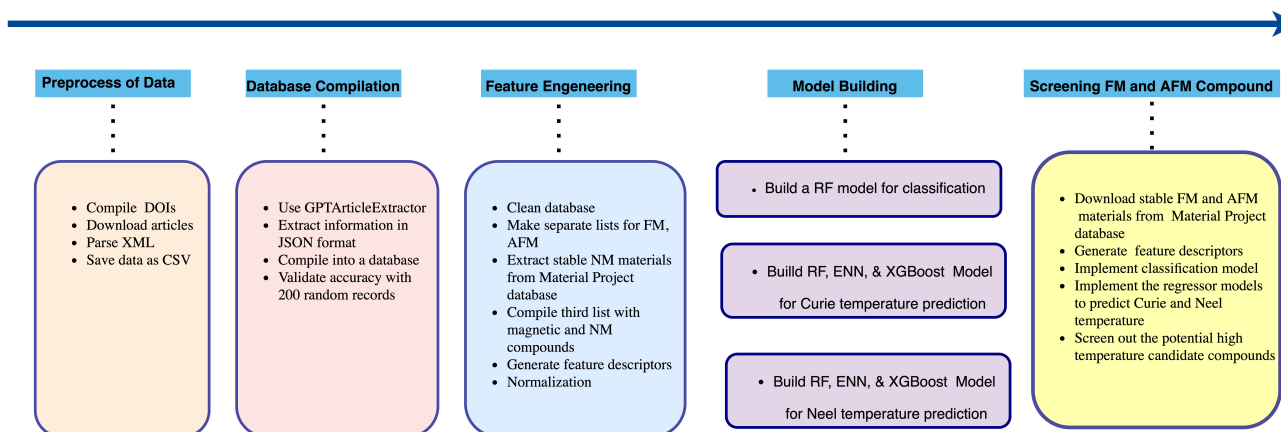 Preprocess of Data
Database Compilation
Feature Engeneering
Model Building
Screening FM and AFM Compound
• Compile DOIs
• Download articles
• Parse XML
• Save data as CSV
• Use GPTArticleExtractor
• Extract information in
JSON format
• Compile into a database
• Validate accuracy with
200 random records
• Clean database
• Make separate lists for FM,
AFM
• Extract stable NM materials
from Material Project
database
• Compile third list with
magnetic and NM
compounds
• Generate feature descriptors
• Normalization
• Build a RF model for classification
• Builld RF, ENN, & XGBoost Model
for Curie temperature prediction
• Build RF, ENN, & XGBoost Model
for Neel temperature prediction
• Download stable FM and AFM
materials from Material Project
database
• Generate feature descriptors
• Implement classification model
• Implement the regressor models
to predict Curie and Neel
temperature
• Screen out the potential high
temperature candidate compounds